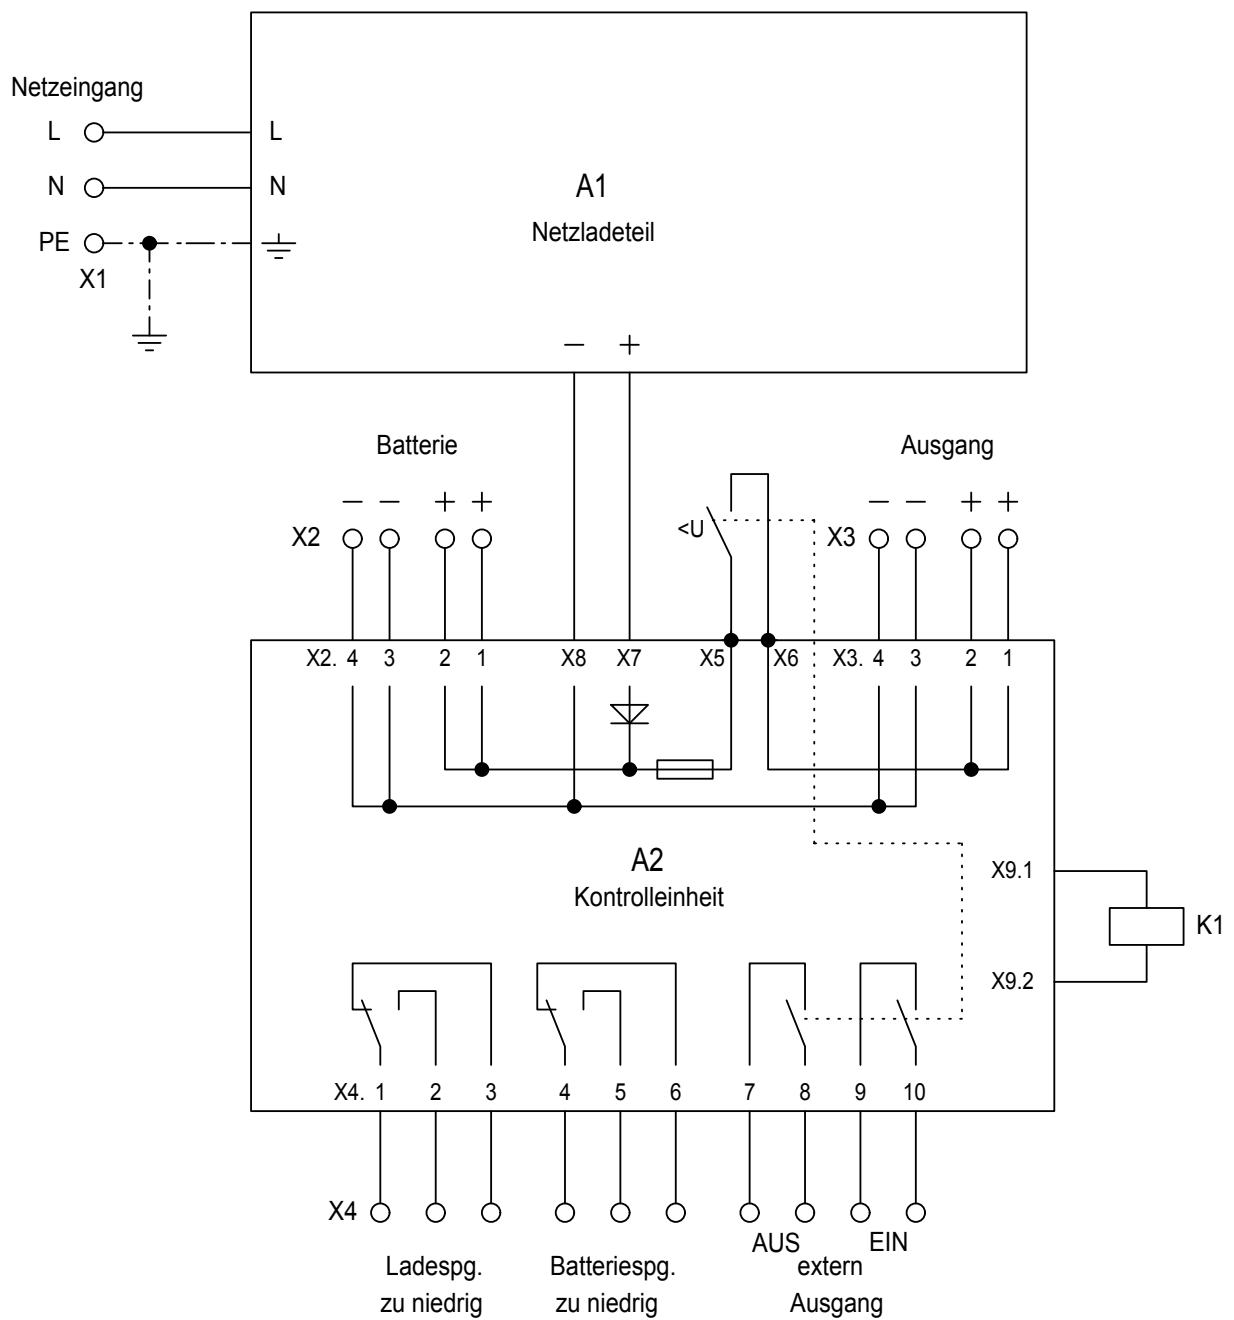 Netzeingang
L L
N N
PE
X1
A1
Netzladeteil
− +
Batterie
Ausgang
− − + +
− − + +
X2
<U
X3
X2. 4 3 2 1 X8 X7 X5 X6 X3. 4 3 2 1
A2
Kontrolleinheit
X9.1
K1
X9.2
X4. 1 2 3 4 5 6 7 8 9 10
X4
AUS EIN
Ladespg.
zu niedrig
Batteriespg.
zu niedrig
extern
Ausgang